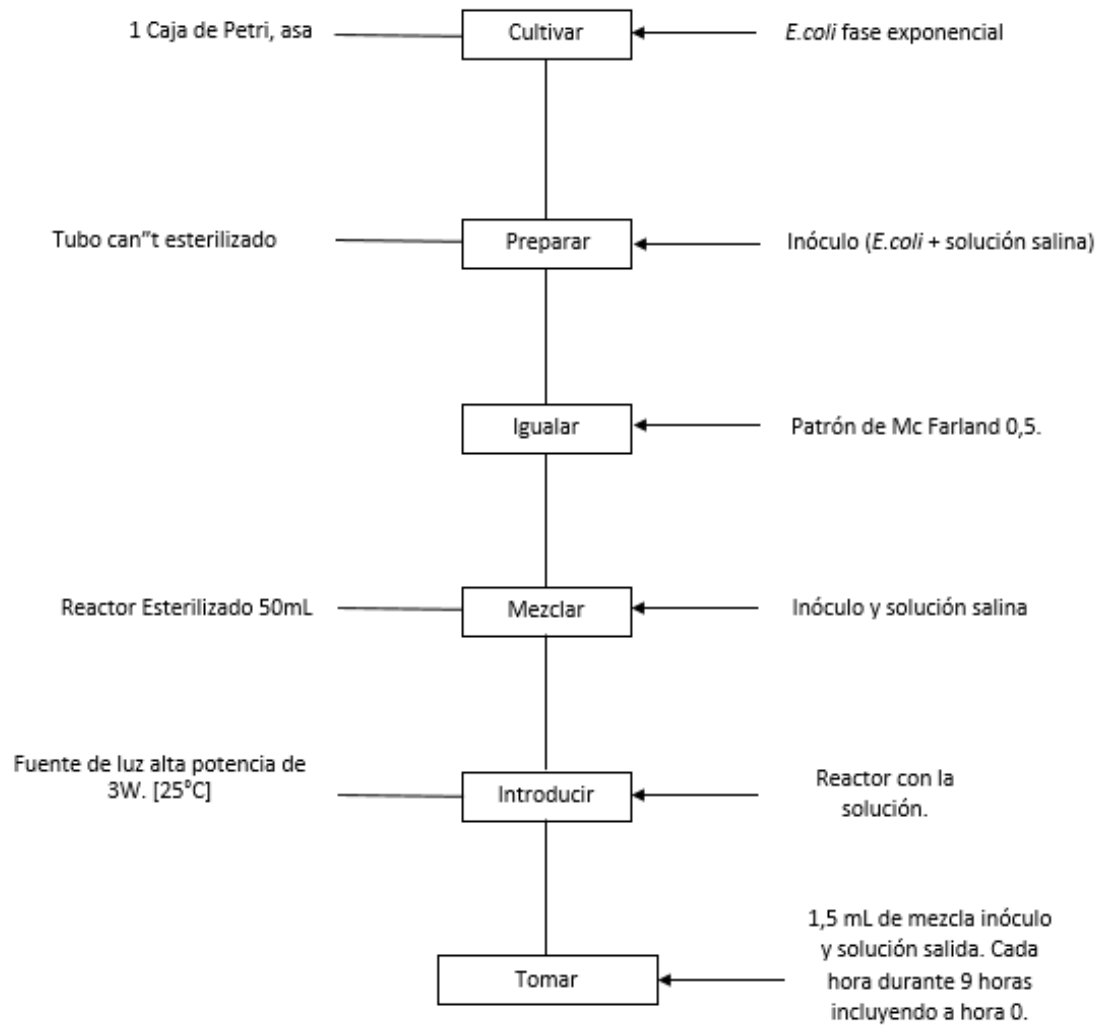 1 Caja de Petri, asa
Cultivar
E.coli fase exponencial
Tubo can"t esterilizado
Preparar
Inóculo (E.coli + solución salina)
Igualar
Patrón de Mc Farland 0,5.
Reactor Esterilizado 50mL
Mezclar
Inóculo y solución salina
Fuente de luz alta potencia de
3W. [25°C]
Introducir
Reactor con la
solución.
Tomar
1,5 mL de mezcla inóculo
y solución salida. Cada
hora durante 9 horas
incluyendo a hora 0.